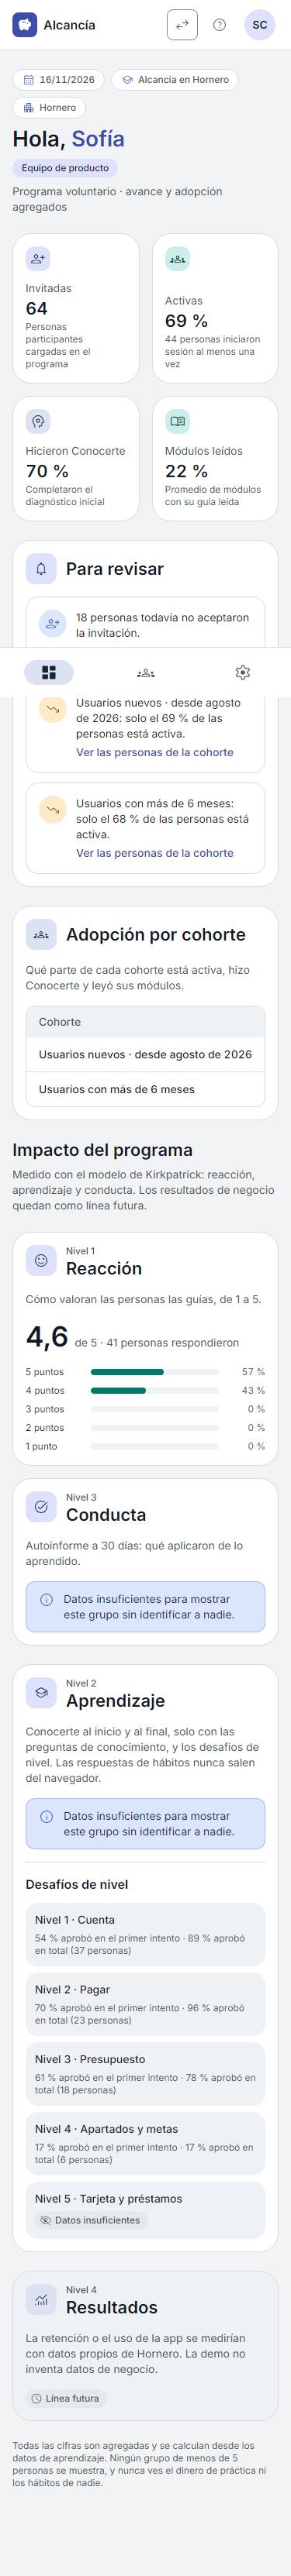 Alcancía
SC
16/11/2026
Alcancía en Hornero
Hornero
Hola, Sofía
Equipo de producto
Programa voluntario · avance y adopción
agregados
Invitadas
64
Personas
participantes
cargadas en el
programa
Activas
69 %
44 personas iniciaron
sesión al menos una
vez
Hicieron Conocerte
70 %
Completaron el
diagnóstico inicial
Módulos leídos
22 %
Promedio de módulos
con su guía leída
Para revisar
18 personas todavía no aceptaron
la invitación.
Usuarios nuevos · desde agosto
de 2026: solo el 69 % de las
personas está activa.
Ver las personas de la cohorte
Usuarios con más de 6 meses:
solo el 68 % de las personas está
activa.
Ver las personas de la cohorte
Adopción por cohorte
Qué parte de cada cohorte está activa, hizo
Conocerte y leyó sus módulos.
Cohorte
Usuarios nuevos · desde agosto de 2026
Usuarios con más de 6 meses
Impacto del programa
Medido con el modelo de Kirkpatrick: reacción,
aprendizaje y conducta. Los resultados de negocio
quedan como línea futura.
Nivel 1
Reacción
Cómo valoran las personas las guías, de 1 a 5.
4,6 de 5 · 41 personas respondieron
5 puntos 57 %
4 puntos 43 %
3 puntos 0 %
2 puntos 0 %
1 punto 0 %
Nivel 3
Conducta
Autoinforme a 30 días: qué aplicaron de lo
aprendido.
Datos insuficientes para mostrar
este grupo sin identificar a nadie.
Nivel 2
Aprendizaje
Conocerte al inicio y al final, solo con las
preguntas de conocimiento, y los desafíos de
nivel. Las respuestas de hábitos nunca salen
del navegador.
Datos insuficientes para mostrar
este grupo sin identificar a nadie.
Desafíos de nivel
Nivel 1 · Cuenta
54 % aprobó en el primer intento · 89 % aprobó
en total (37 personas)
Nivel 2 · Pagar
70 % aprobó en el primer intento · 96 % aprobó
en total (23 personas)
Nivel 3 · Presupuesto
61 % aprobó en el primer intento · 78 % aprobó en
total (18 personas)
Nivel 4 · Apartados y metas
17 % aprobó en el primer intento · 17 % aprobó en
total (6 personas)
Nivel 5 · Tarjeta y préstamos
Datos insuficientes
Nivel 4
Resultados
La retención o el uso de la app se medirían
con datos propios de Hornero. La demo no
inventa datos de negocio.
Línea futura
Todas las cifras son agregadas y se calculan desde los
datos de aprendizaje. Ningún grupo de menos de 5
personas se muestra, y nunca ves el dinero de práctica ni
los hábitos de nadie.